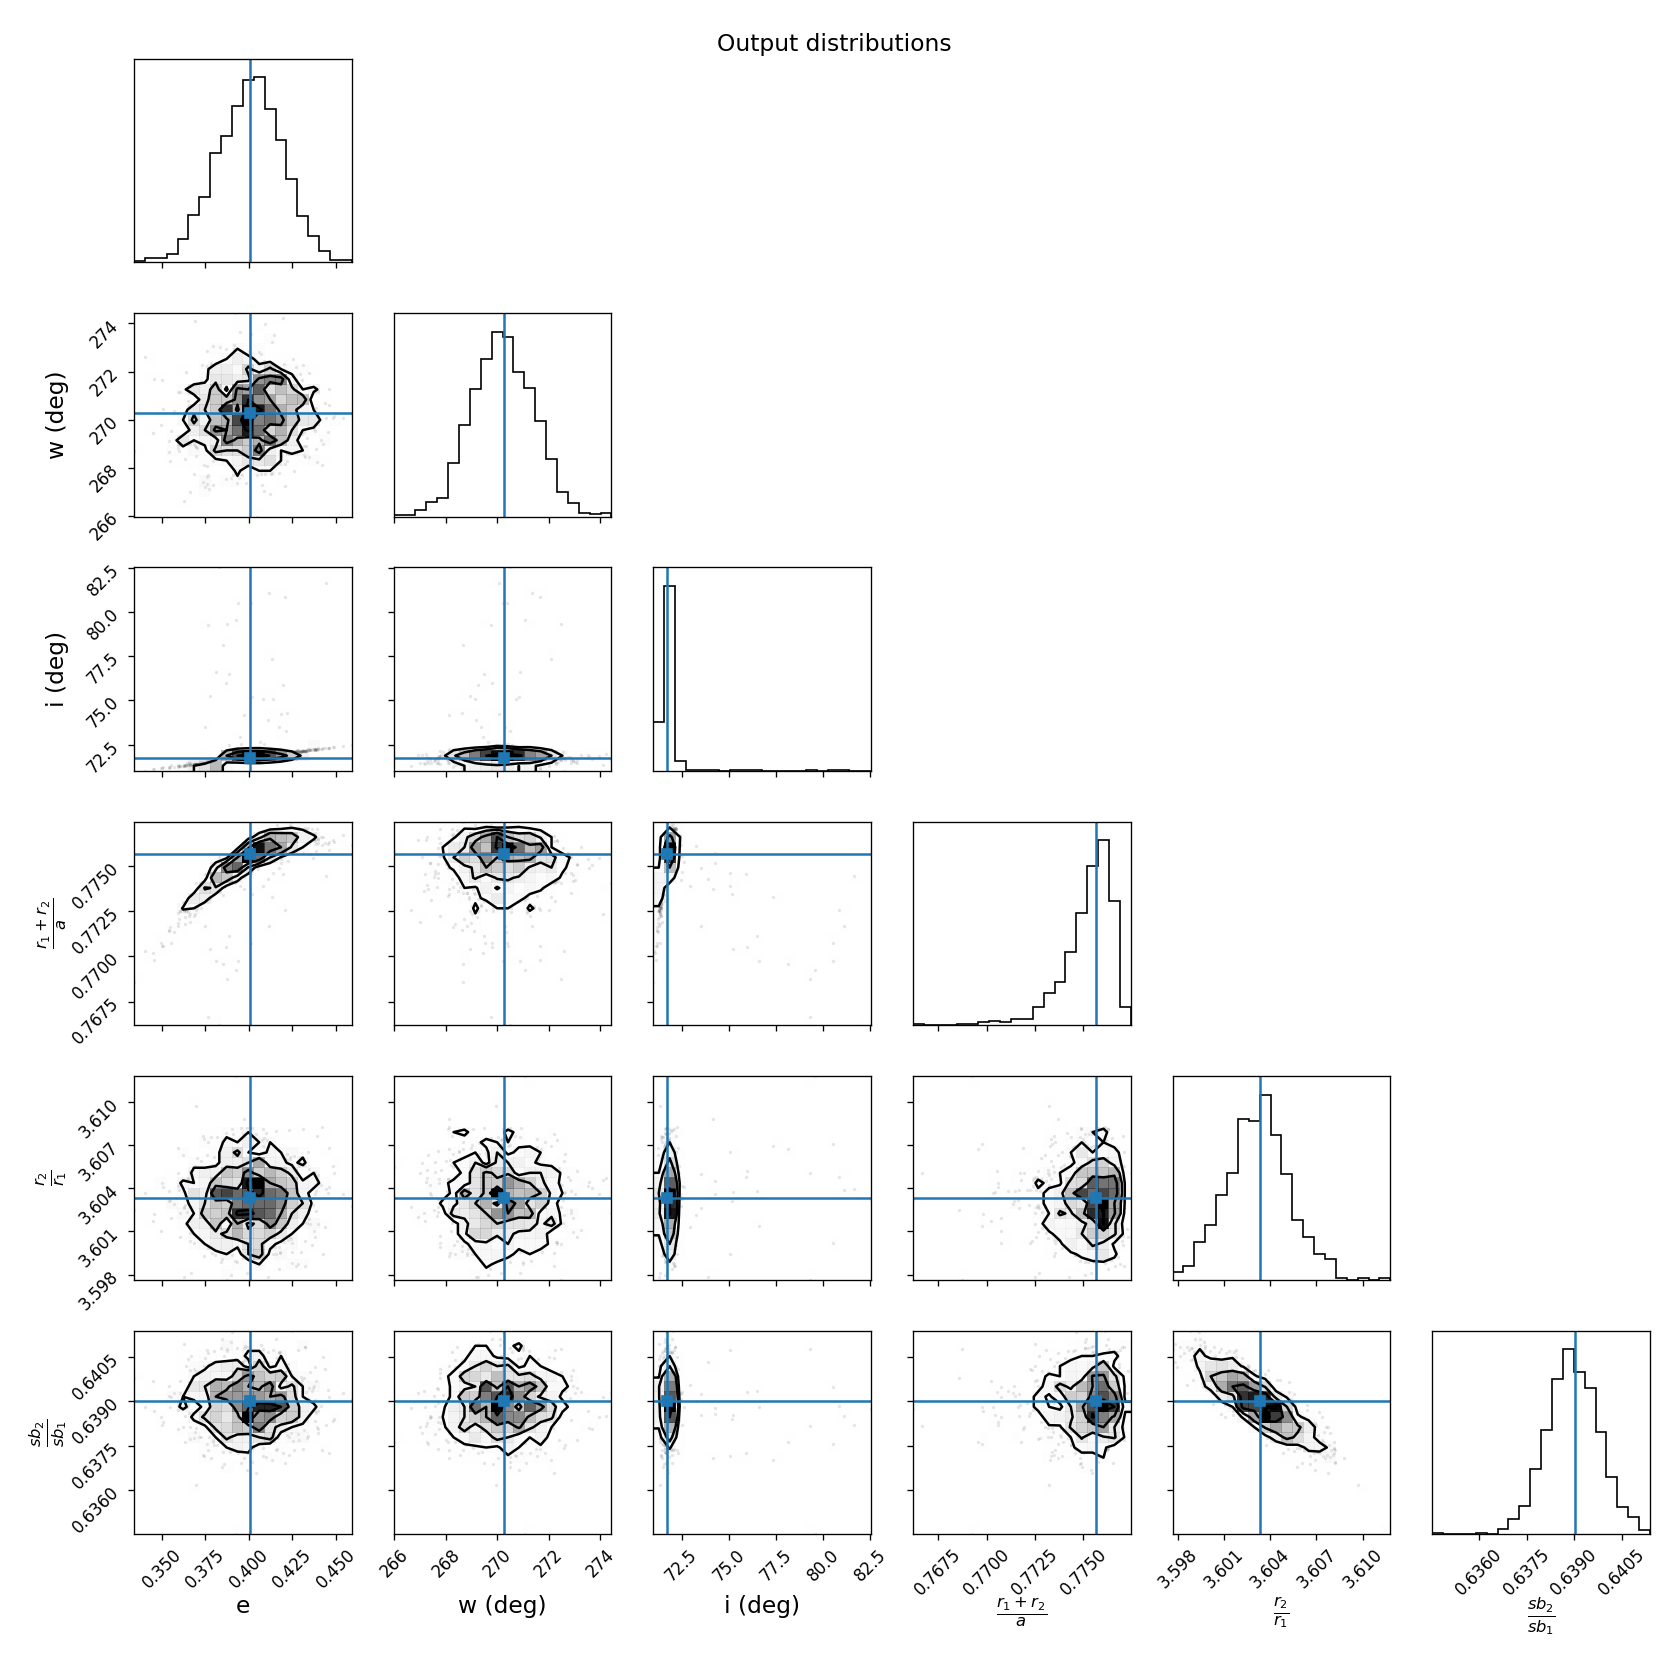 Output distributions
274
272
270
268
266
w (deg)
82.5
80.0
77.5
75.0
72.5
i (deg)
0.7750
0.7725
0.7700
0.7675
r₁ + r₂
a
3.610
3.607
3.604
3.601
3.598
r₂
r₁
0.6405
0.6390
0.6375
0.6360
sb₂
sb₁
0.350 0.375 0.400 0.425 0.450 266 268 270 272 274 72.5 75.0 77.5 80.0 82.5 0.7675 0.7700 0.7725 0.7750 3.598 3.601 3.604 3.607 3.610 0.6360 0.6375 0.6390 0.6405
e w (deg) i (deg)
r₁ + r₂ r₂ sb₂
a r₁ sb₁